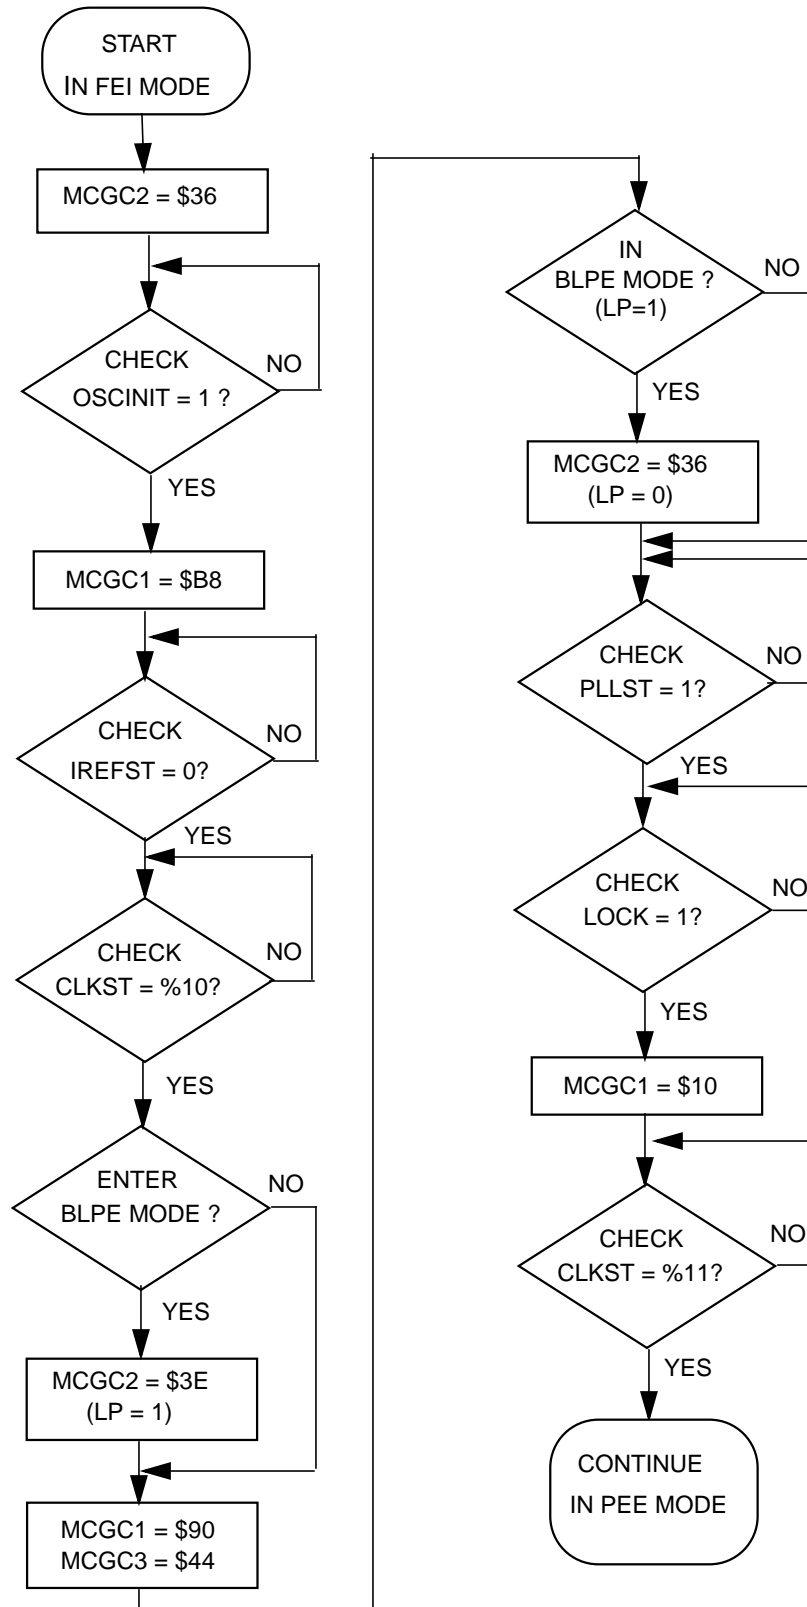 START
IN FEI MODE
MCGC2 = $36
CHECK
OSCINIT = 1 ?
NO
YES
MCGC1 = $B8
CHECK
IREFST = 0?
NO
YES
CHECK
CLKST = %10?
NO
YES
ENTER
BLPE MODE ?
NO
YES
MCGC2 = $3E
(LP = 1)
MCGC1 = $90
MCGC3 = $44
IN
BLPE MODE ?
(LP=1)
NO
YES
MCGC2 = $36
(LP = 0)
CHECK
PLLST = 1?
NO
YES
CHECK
LOCK = 1?
NO
YES
MCGC1 = $10
CHECK
CLKST = %11?
NO
YES
CONTINUE
IN PEE MODE